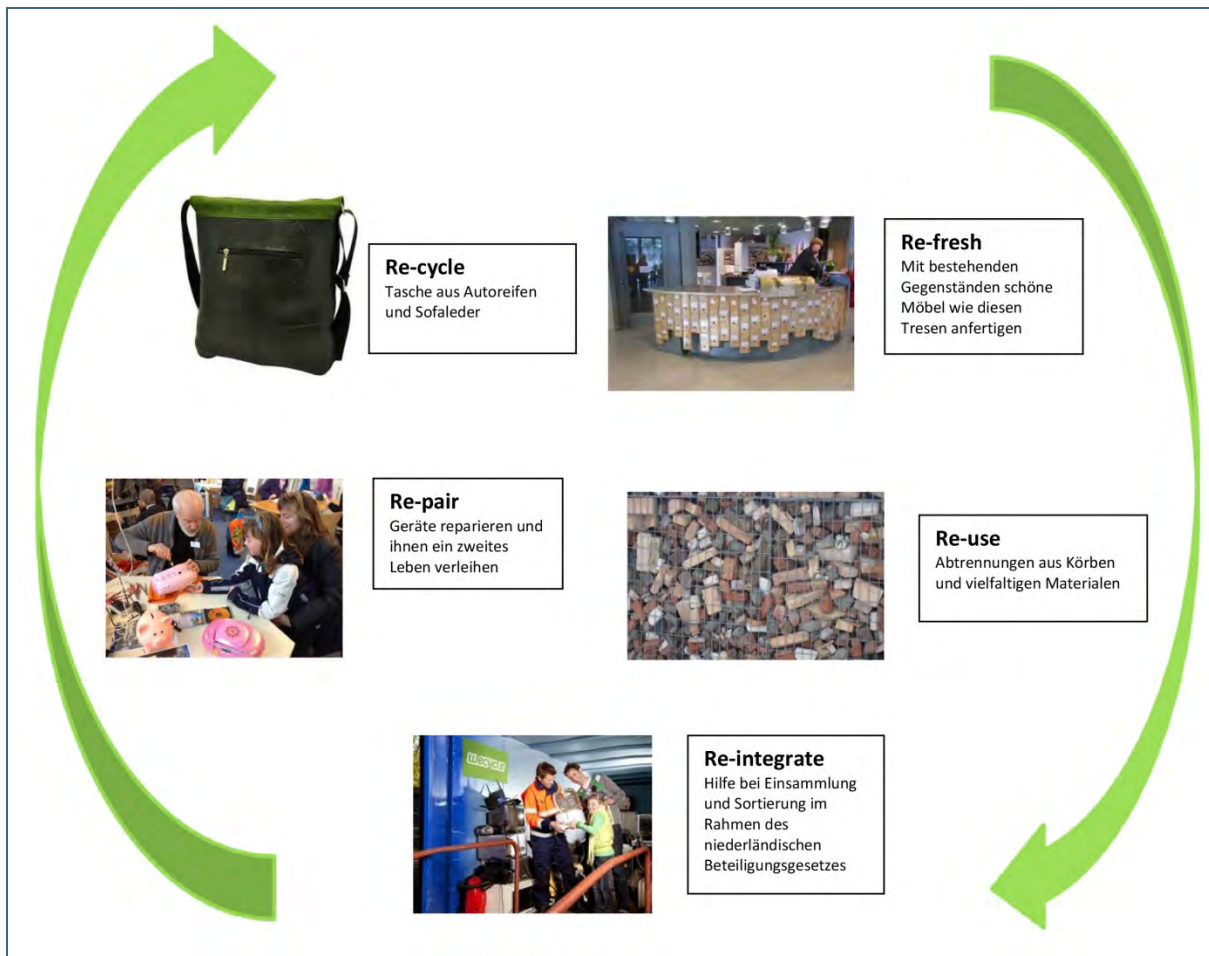 Re-cycle
Tasche aus Autoreifen
und Sofaleder
Re-fresh
Mit bestehenden
Gegenständen schöne
Möbel wie diesen
Tresen anfertigen
Re-pair
Geräte reparieren und
ihnen ein zweites
Leben verleihen
Re-use
Abtrennungen aus Körben
und vielfaltigen Materialen
wecycle
Re-integrate
Hilfe bei Einsammlung
und Sortierung im
Rahmen des
niederländischen
Beteiligungsgesetzes